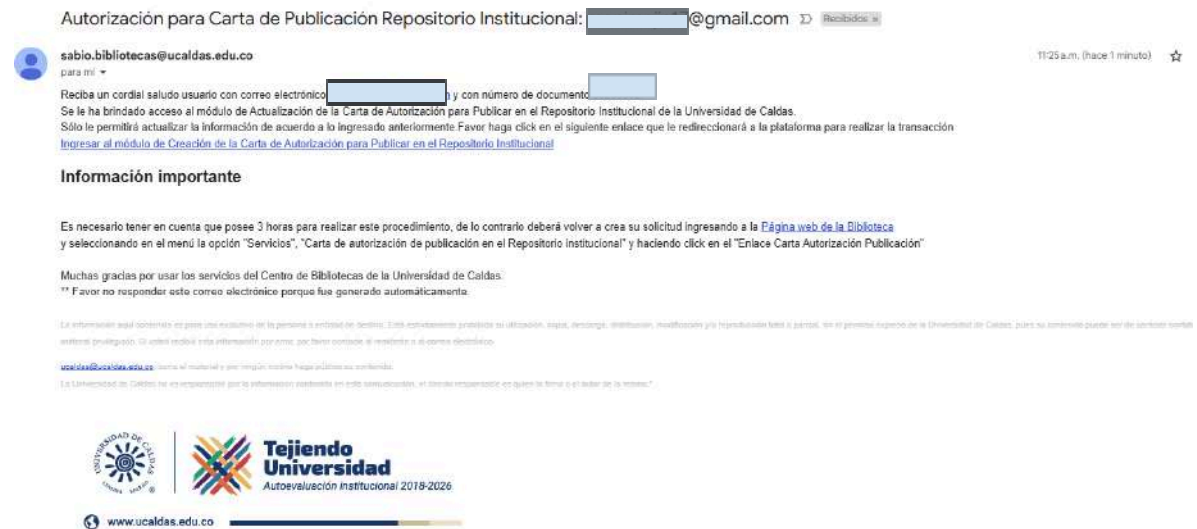 Autorización para Carta de Publicación Repositorio Institucional: @gmail.com Recibidos x
sabio.bibliotecas@ucaldas.edu.co 11:25 a.m. (hace 1 minuto)
para mí
Reciba un cordial saludo usuario con correo electrónico y con número de documento
Se le ha brindado acceso al módulo de Actualización de la Carta de Autorización para Publicar en el Repositorio Institucional de la Universidad de Caldas.
Sólo le permitirá actualizar la información de acuerdo a lo ingresado anteriormente.Favor haga click en el siguiente enlace que le redireccionará a la plataforma para realizar la transacción
Ingresar al módulo de Creación de la Carta de Autorización para Publicar en el Repositorio Institucional
Información importante
Es necesario tener en cuenta que posee 3 horas para realizar este procedimiento, de lo contrario deberá volver a crea su solicitud ingresando a la Página web de la Biblioteca
y seleccionando en el menú la opción "Servicios", "Carta de autorización de publicación en el Repositorio institucional" y haciendo click en el "Enlace Carta Autorización Publicación"
Muchas gracias por usar los servicios del Centro de Bibliotecas de la Universidad de Caldas.
** Favor no responder este correo electrónico porque fue generado automáticamente.
ucaldas@ucaldas.edu.co
UNIVERSIDAD DE CALDAS
Tejiendo
Universidad
Autoevaluación Institucional 2018-2026
www.ucaldas.edu.co